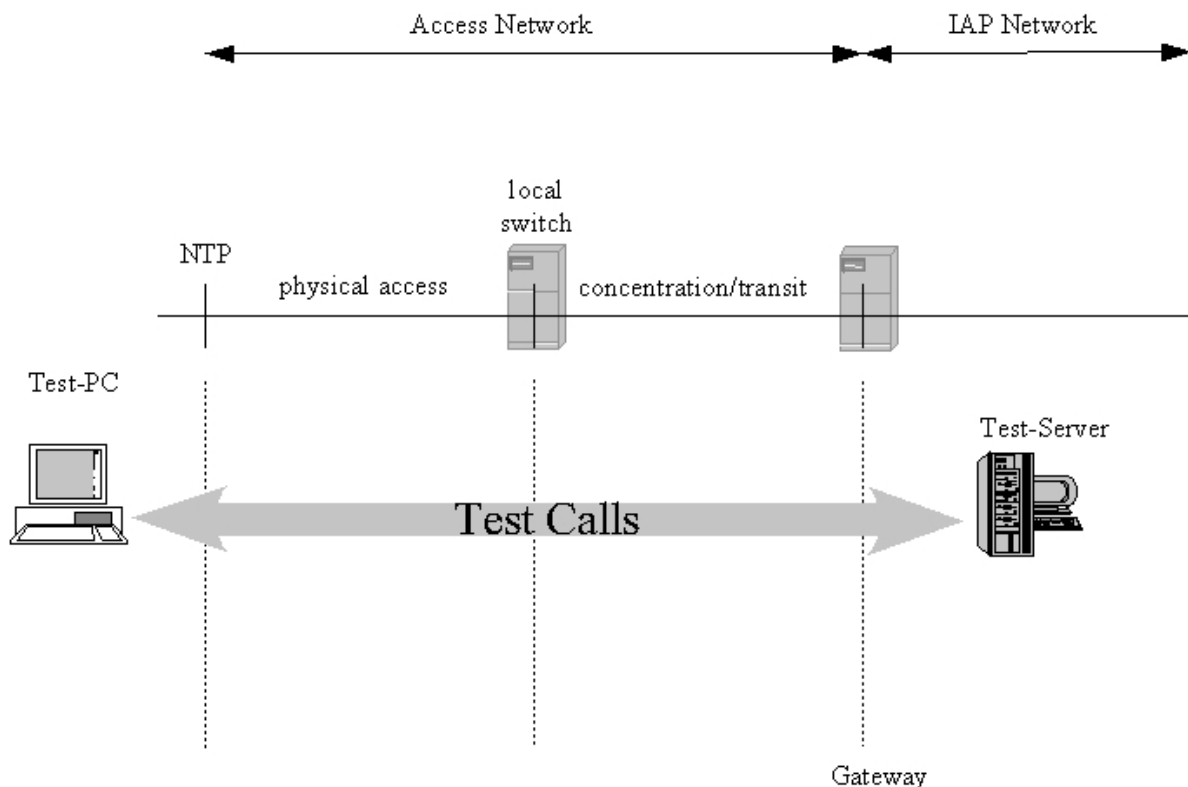 Access Network
IAP Network
local
switch
NTP
physical access
concentration/transit
Test-PC
Test-Server
Test Calls
Gateway